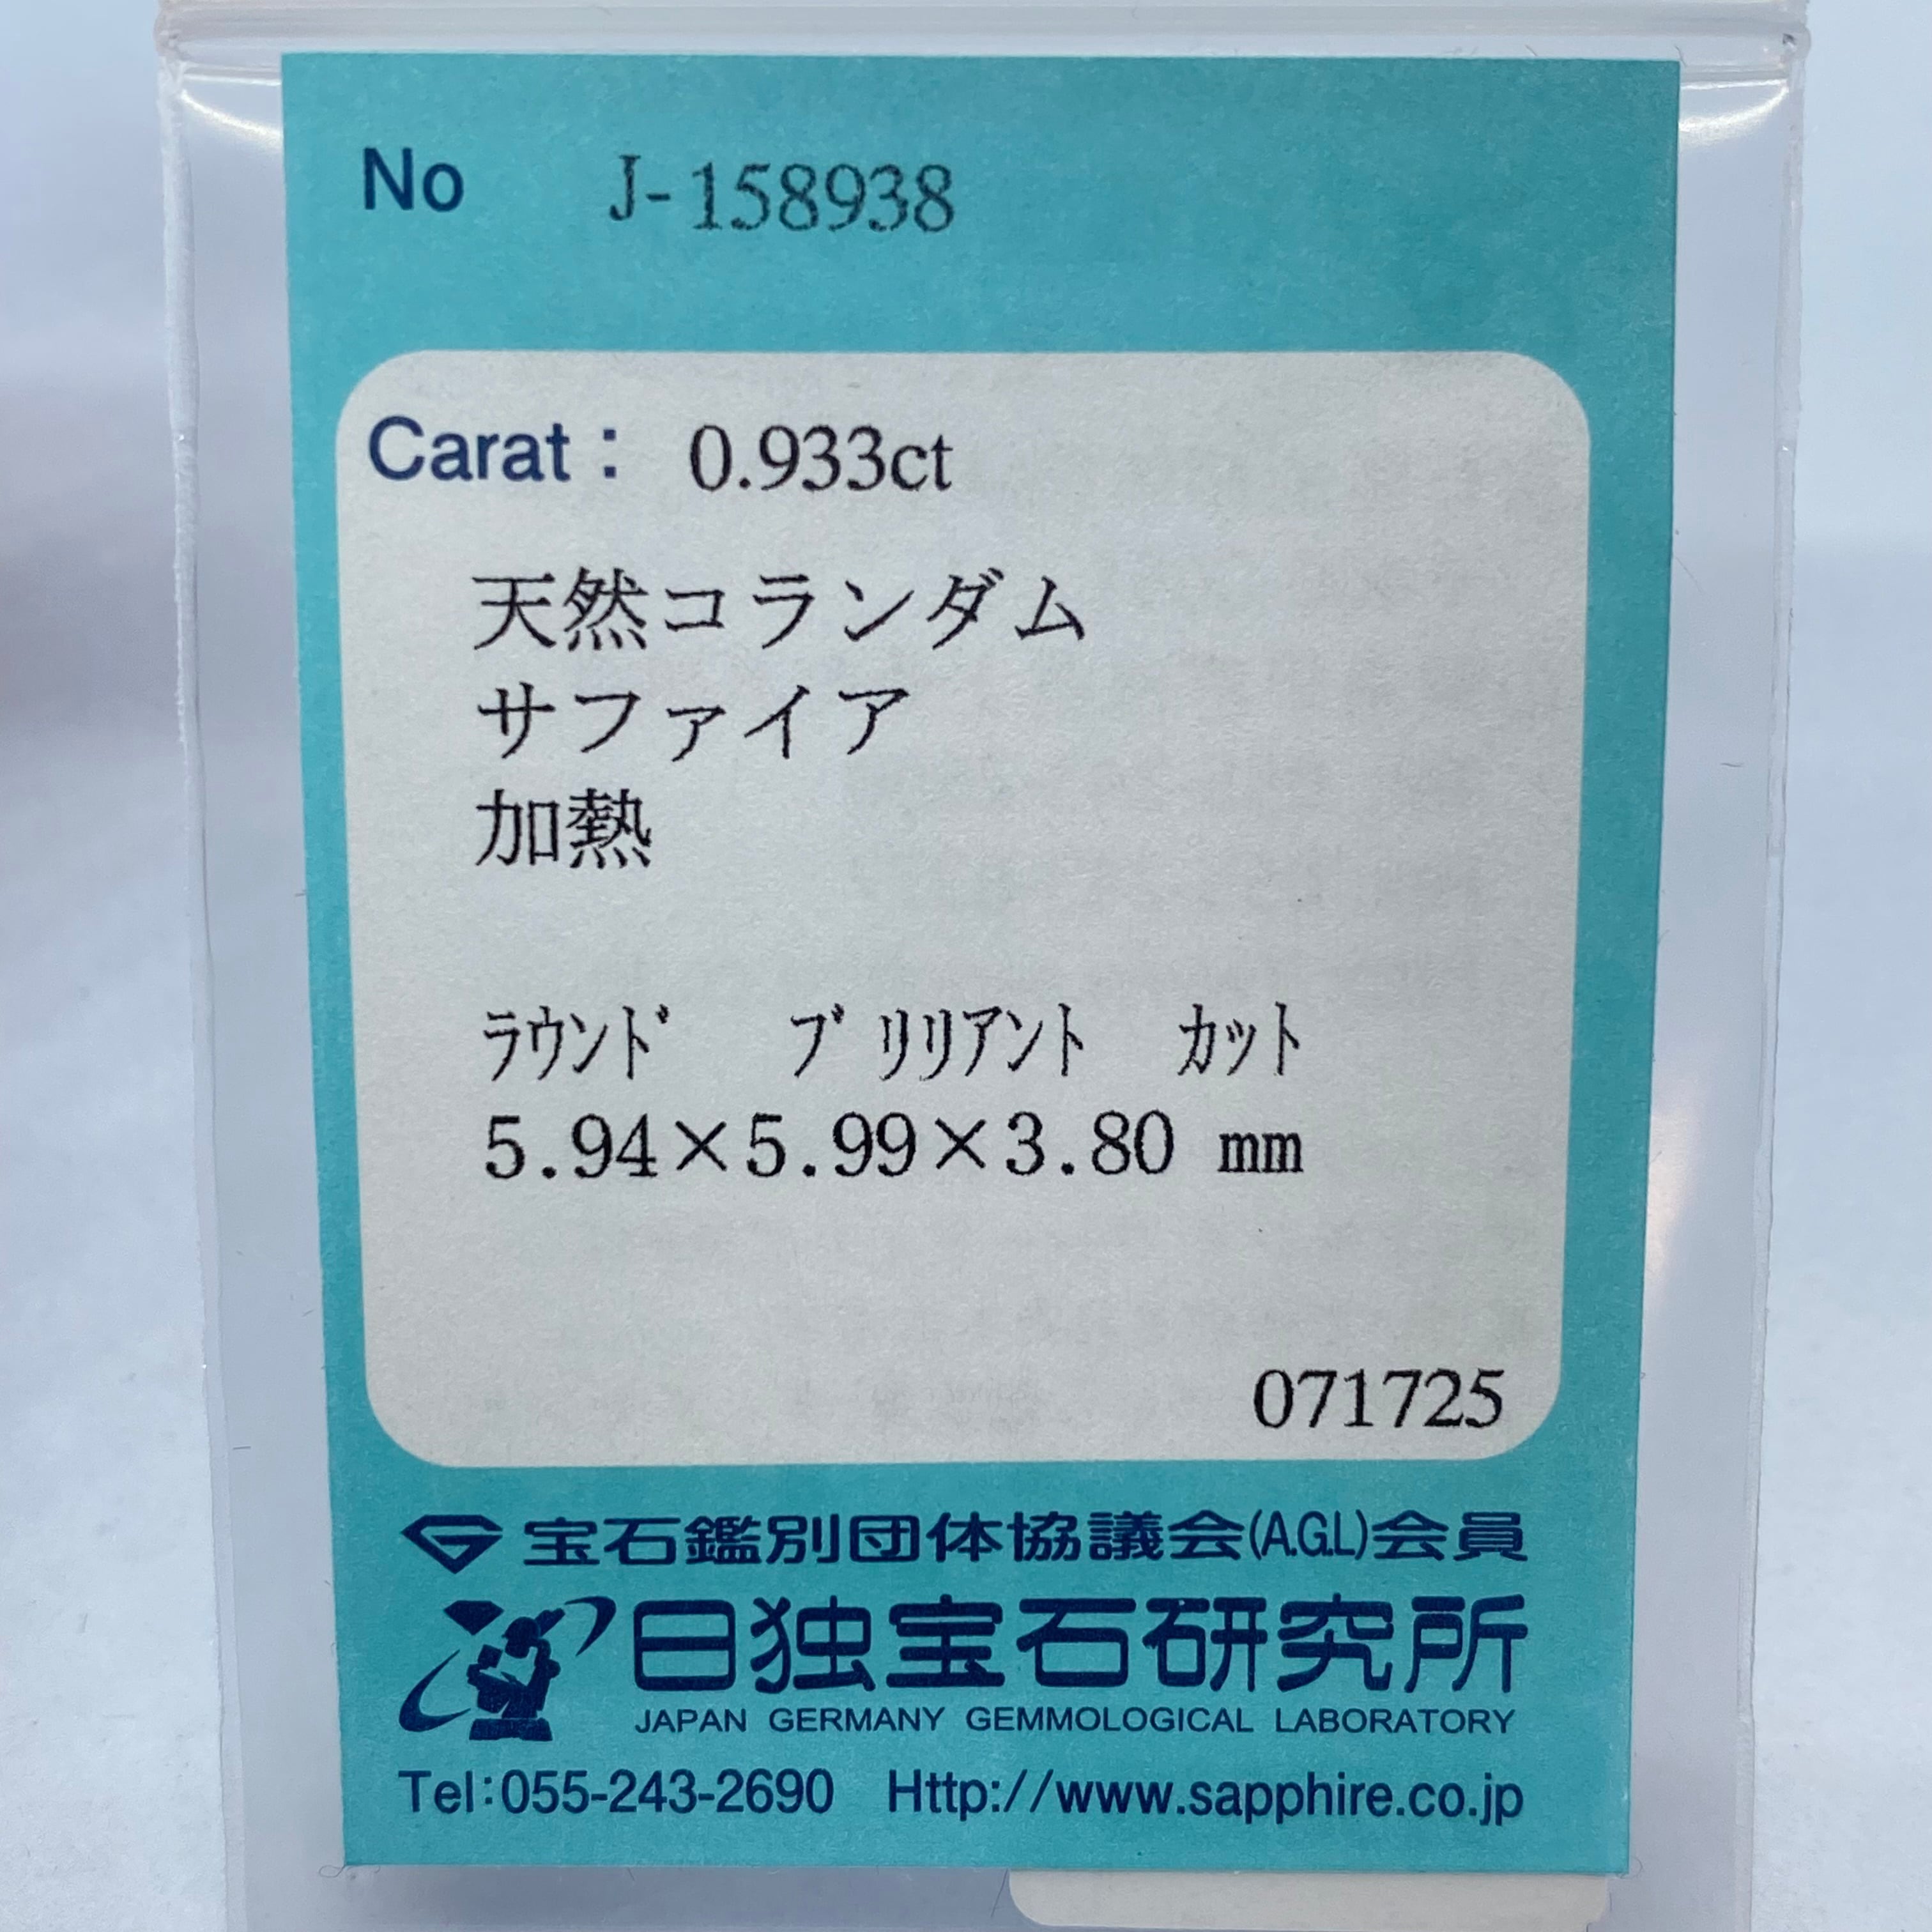 No J-158938
Carat： 0.933ct
天然コランダム
サファイア
加熱
ﾗｳﾝﾄﾞ ﾌﾞﾘﾘｱﾝﾄ ｶｯﾄ
5.94×5.99×3.80 mm
071725
宝石鑑別団体協議会(A.G.L)会員
日独宝石研究所
JAPAN GERMANY GEMMOLOGICAL LABORATORY
Tel:055-243-2690 Http://www.sapphire.co.jp